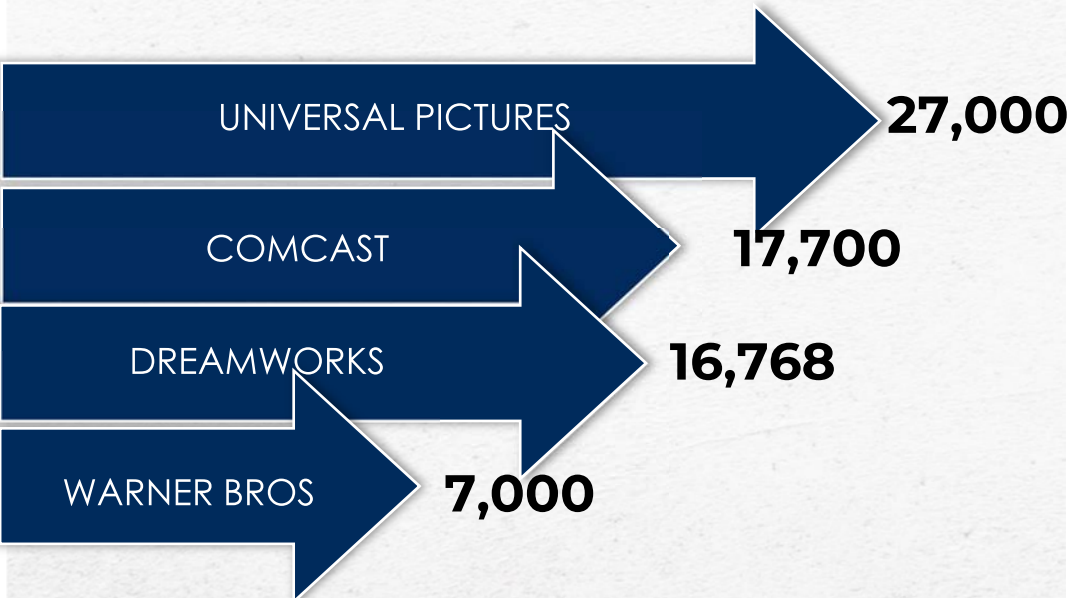 UNIVERSAL PICTURES 27,000
COMCAST 17,700
DREAMWORKS 16,768
WARNER BROS 7,000